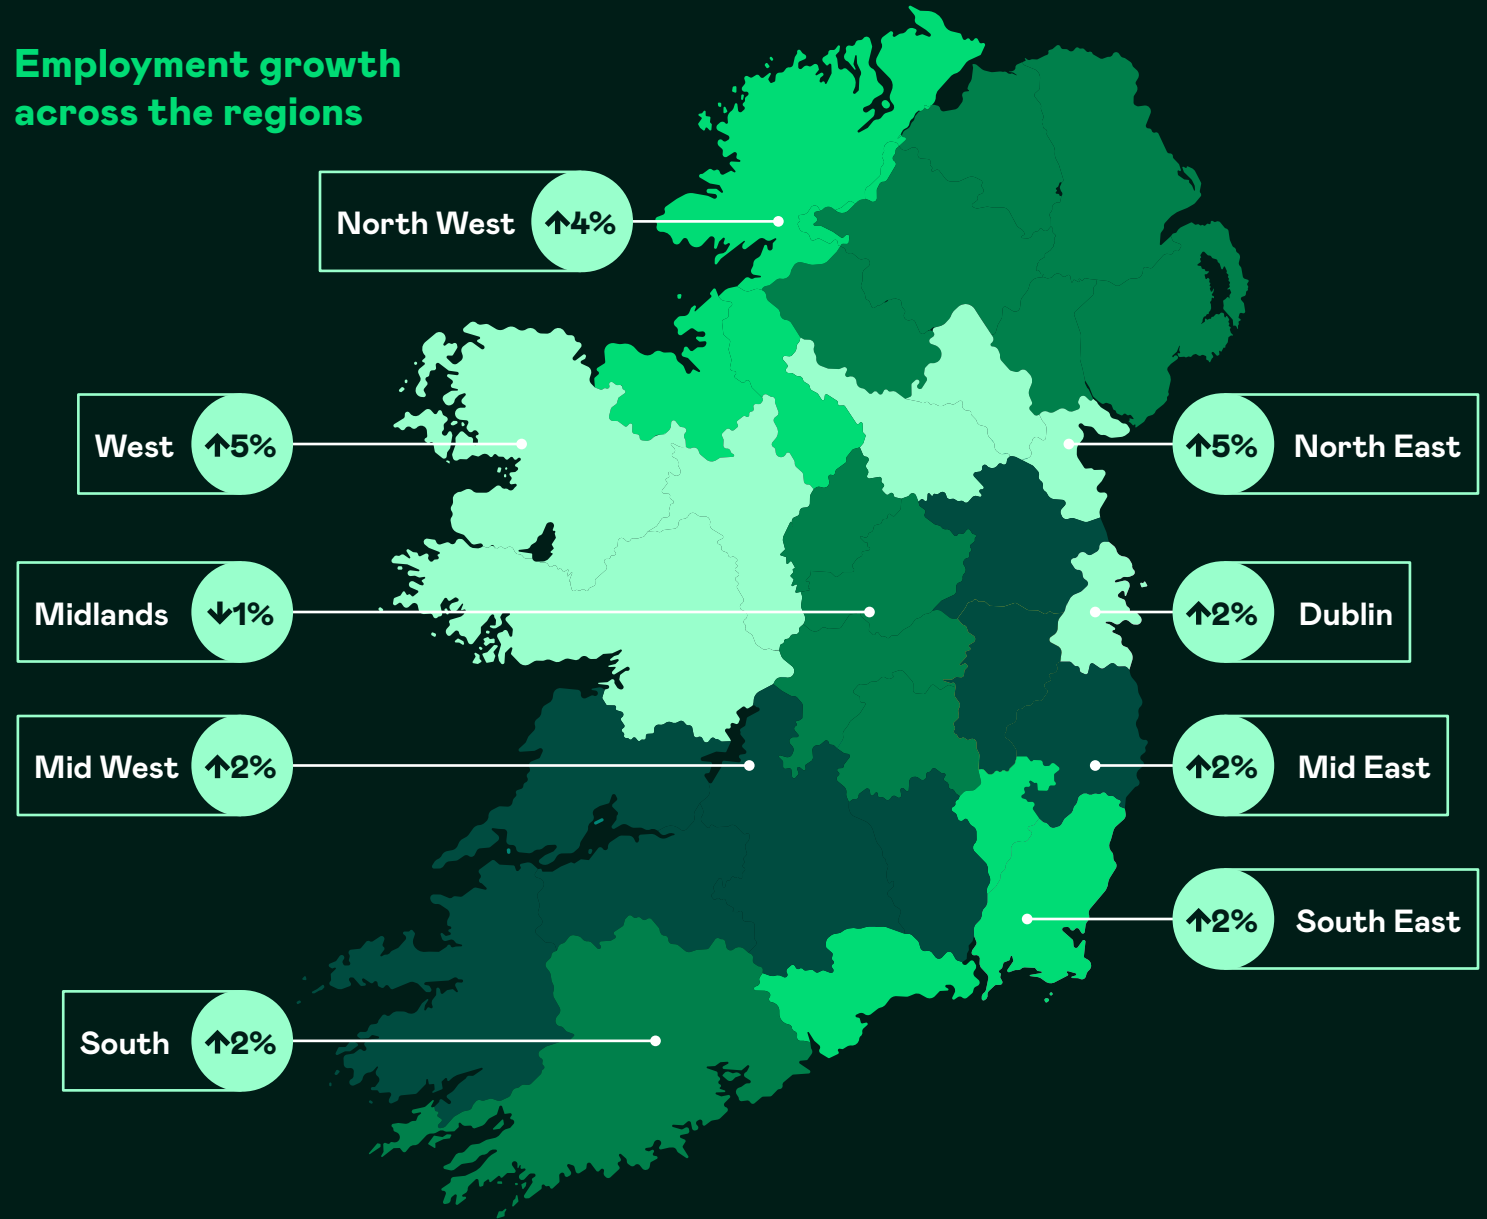 Employment growth
across the regions
North West ↑4%
West ↑5%
↑5% North East
Midlands ↓1%
↑2% Dublin
Mid West ↑2%
↑2% Mid East
↑2% South East
South ↑2%